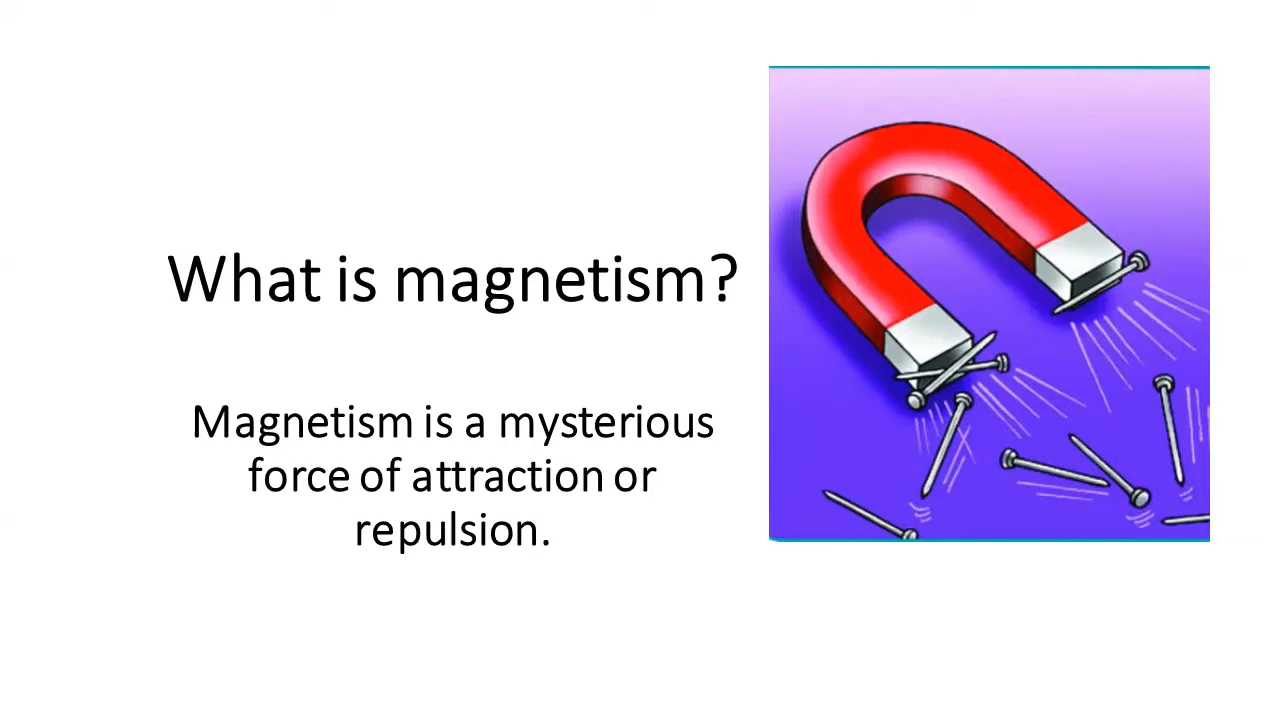 What is magnetism?
Magnetism is a mysterious
force of attraction or
repulsion.